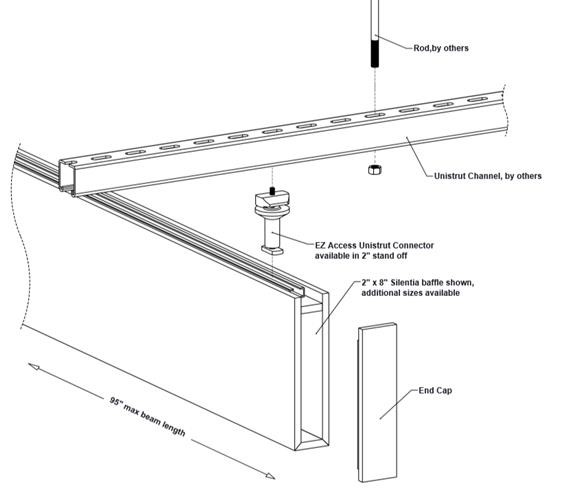 Rod,by others
Unistrut Channel, by others
EZ Access Unistrut Connector
available in 2" stand off
2" x 8" Silentia baffle shown,
additional sizes available
End Cap
95" max beam length